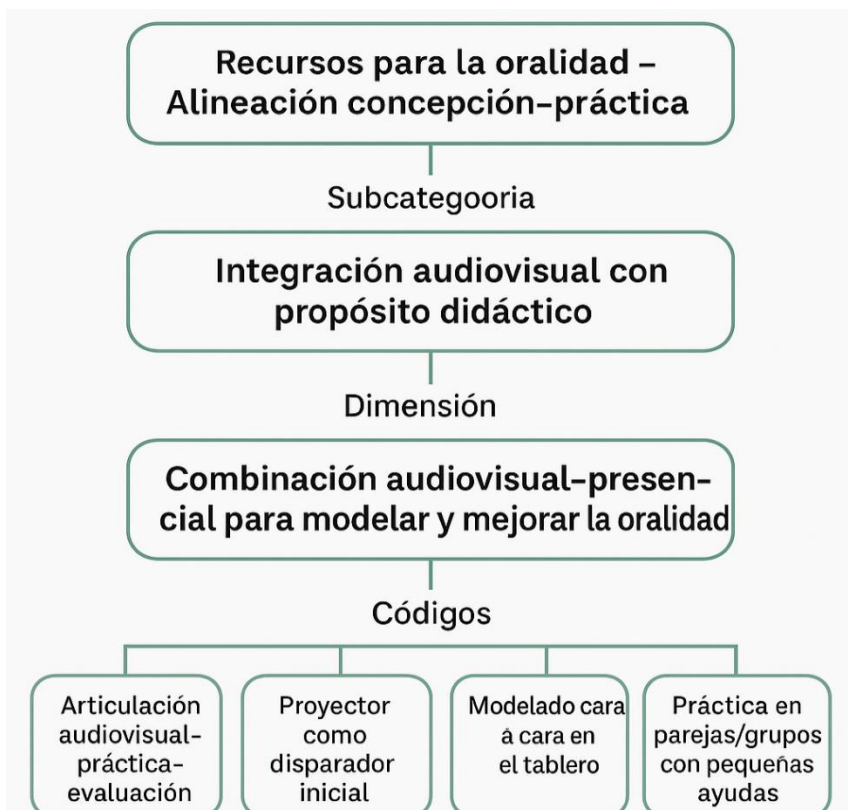 Recursos para la oralidad –
Alineación concepción–práctica
Subcategooria
Integración audiovisual con
propósito didáctico
Dimensión
Combinación audiovisual–presen–
cial para modelar y mejorar la oralidad
Códigos
Articulación
audiovisual–
práctica–
evaluación
Proyector
como
disparador
inicial
Modelado cara
à cara en
el tablero
Práctica en
parejas/grupos
con pequeñas
ayudas